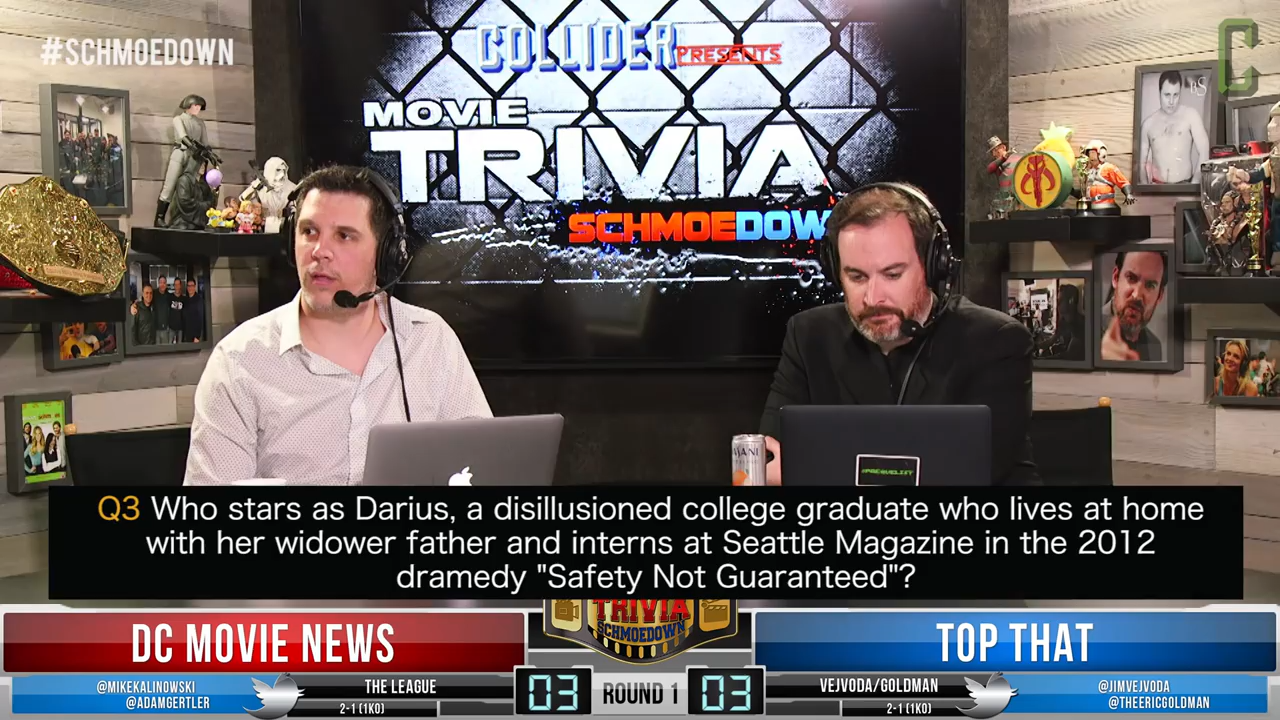 #SCHMOEDOWN
COLLIDER PRESENTS
MOVIE
TRIVIA
SCHMOEDOW
Q3 Who stars as Darius, a disillusioned college graduate who lives at home
with her widower father and interns at Seattle Magazine in the 2012
dramedy "Safety Not Guaranteed"?
TRIVIA
SCHMOEDOWN
DC MOVIE NEWS
TOP THAT
@MIKEKALINOWSKI
@ADAMGERTLER
THE LEAGUE
2-1 (1KO)
03 ROUND 1 03
VEJVODA/GOLDMAN
2-1 (1KO)
@JIMVEJVODA
@THEERICGOLDMAN